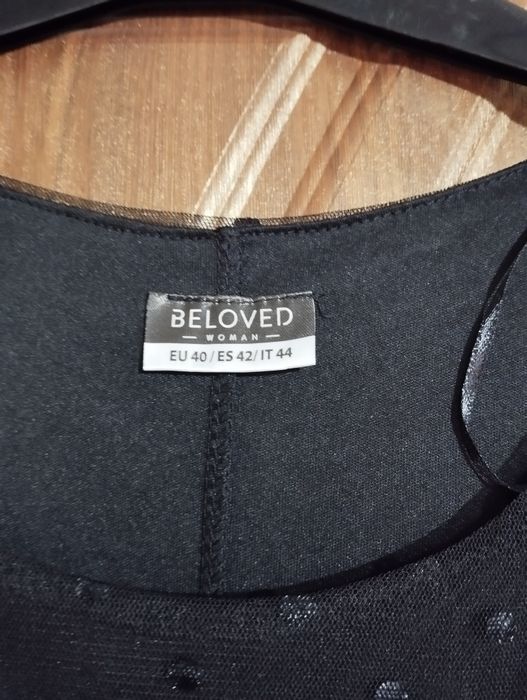 BELOVED
— WOMAN —
EU 40 / ES 42/ IT 44